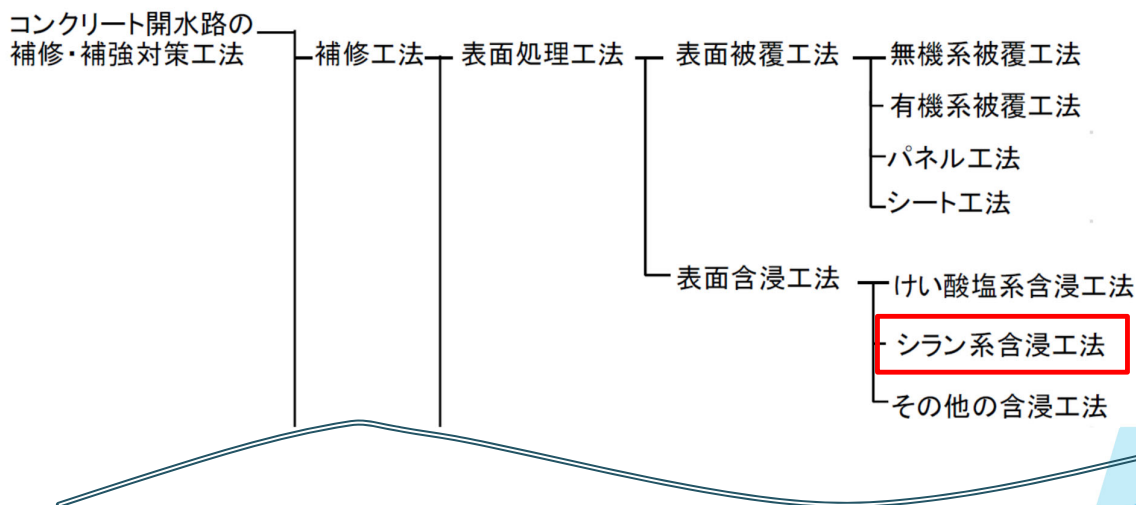 コンクリート開水路の
補修・補強対策工法
補修工法
表面処理工法
表面被覆工法
無機系被覆工法
有機系被覆工法
パネル工法
シート工法
表面含浸工法
けい酸塩系含浸工法
シラン系含浸工法
その他の含浸工法